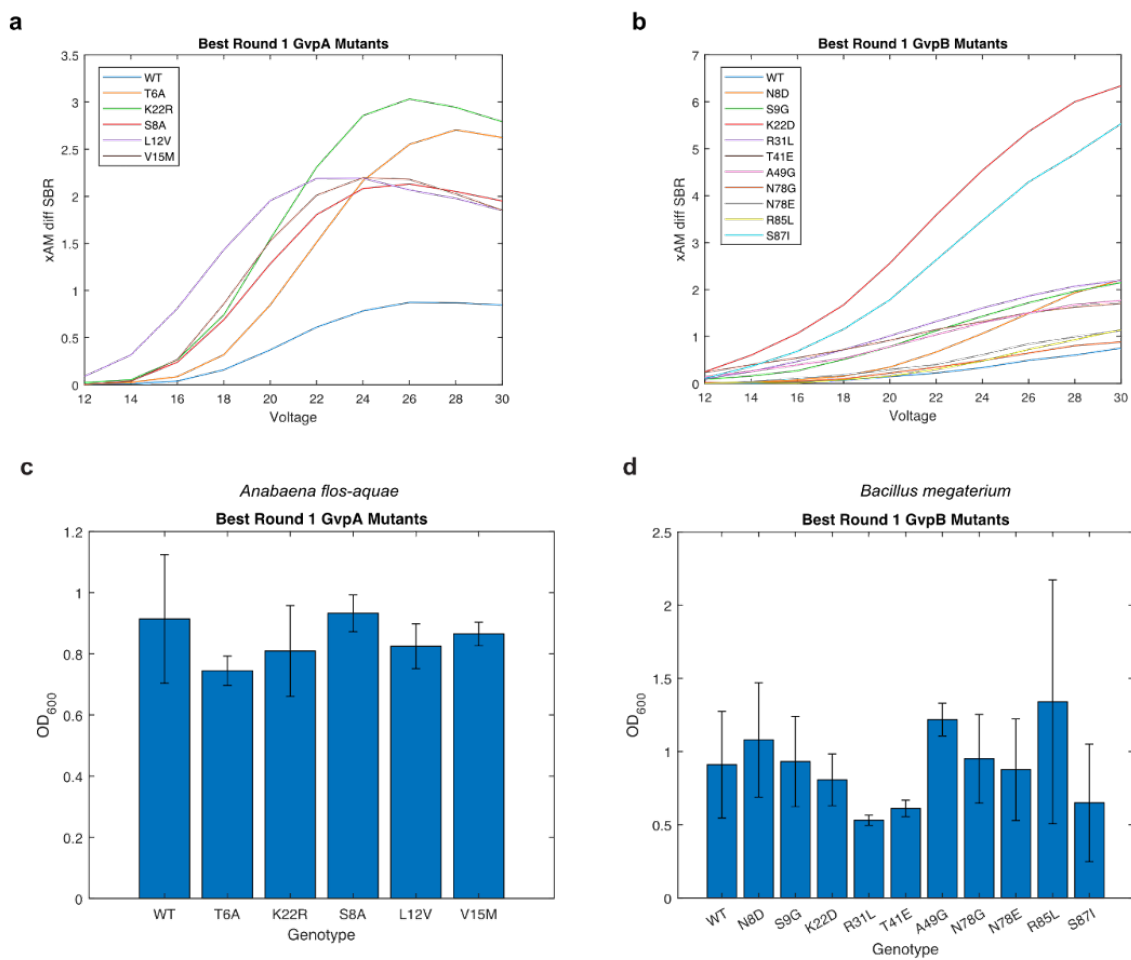 a
Best Round 1 GvpA Mutants
3.5
3
2.5
2
1.5
1
0.5
0
xAM diff SBR
WT
T6A
K22R
S8A
L12V
V15M
12 14 16 18 20 22 24 26 28 30
Voltage
b
Best Round 1 GvpB Mutants
7
6
5
4
3
2
1
0
xAM diff SBR
WT
N8D
S9G
K22D
R31L
T41E
A49G
N78G
N78E
R85L
S87I
12 14 16 18 20 22 24 26 28 30
Voltage
c
Anabaena flos-aquae
Best Round 1 GvpA Mutants
1.2
1
0.8
0.6
0.4
0.2
0
OD600
WT T6A K22R S8A L12V V15M
Genotype
d
Bacillus megaterium
Best Round 1 GvpB Mutants
2.5
2
1.5
1
0.5
0
OD600
WT N8D S9G K22D R31L T41E A49G N78G N78E R85L S87I
Genotype